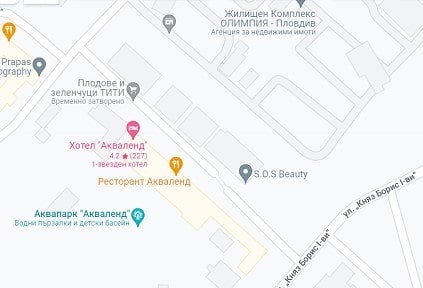 Жилищен Комплекс
ОЛИМПИЯ - Пловдив
Агенция за недвижими имоти
Prapas
ography
Плодове и
зеленчуци ТИТИ
Временно затворено
Хотел "Акваленд"
4.2 ★ (227)
1-звезден хотел
Ресторант Акваленд
S.O.S Beauty
Аквапарк "Акваленд"
Водни пързалки и детски басейн
ул. „Княз Борис I-ви"
„Княз Борис I-ви"